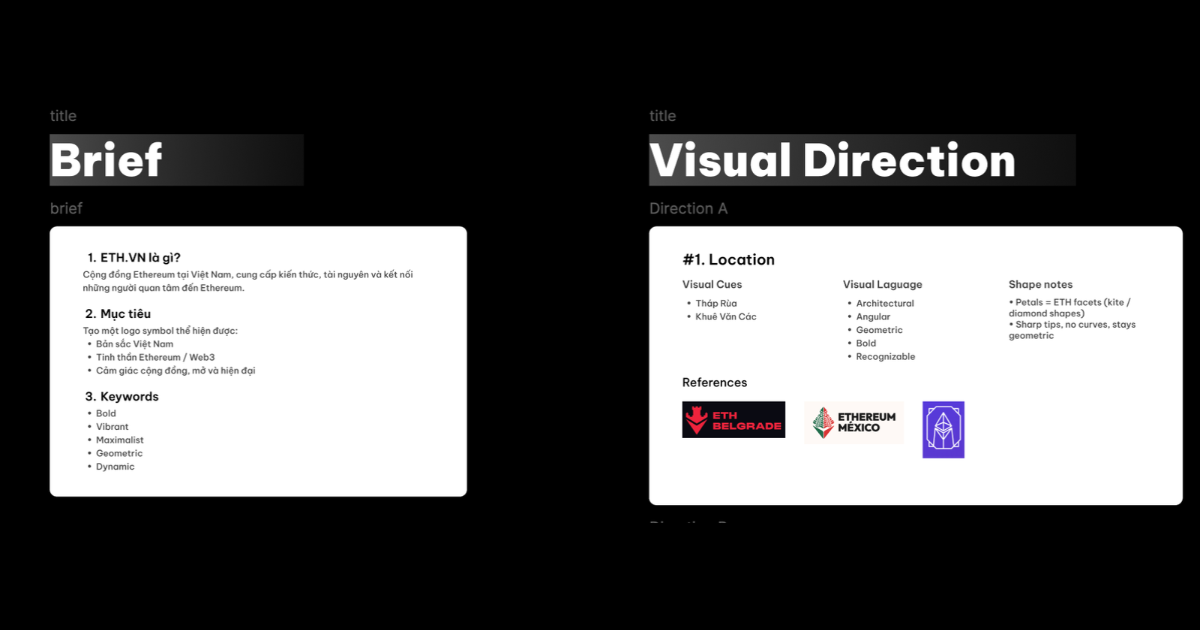 title
Brief
brief
1. ETH.VN là gì?
Cộng đồng Ethereum tại Việt Nam, cung cấp kiến thức, tài nguyên và kết nối
những người quan tâm đến Ethereum.
2. Mục tiêu
Tạo một logo symbol thể hiện được:
• Bản sắc Việt Nam
• Tinh thần Ethereum / Web3
• Cảm giác cộng đồng, mở và hiện đại
3. Keywords
• Bold
• Vibrant
• Maximalist
• Geometric
• Dynamic
title
Visual Direction
Direction A
#1. Location
Visual Cues
• Tháp Rùa
• Khuê Văn Các
Visual Laguage
• Architectural
• Angular
• Geometric
• Bold
• Recognizable
Shape notes
• Petals = ETH facets (kite /
diamond shapes)
• Sharp tips, no curves, stays
geometric
References
ETH
BELGRADE
ETHEREUM
MÉXICO